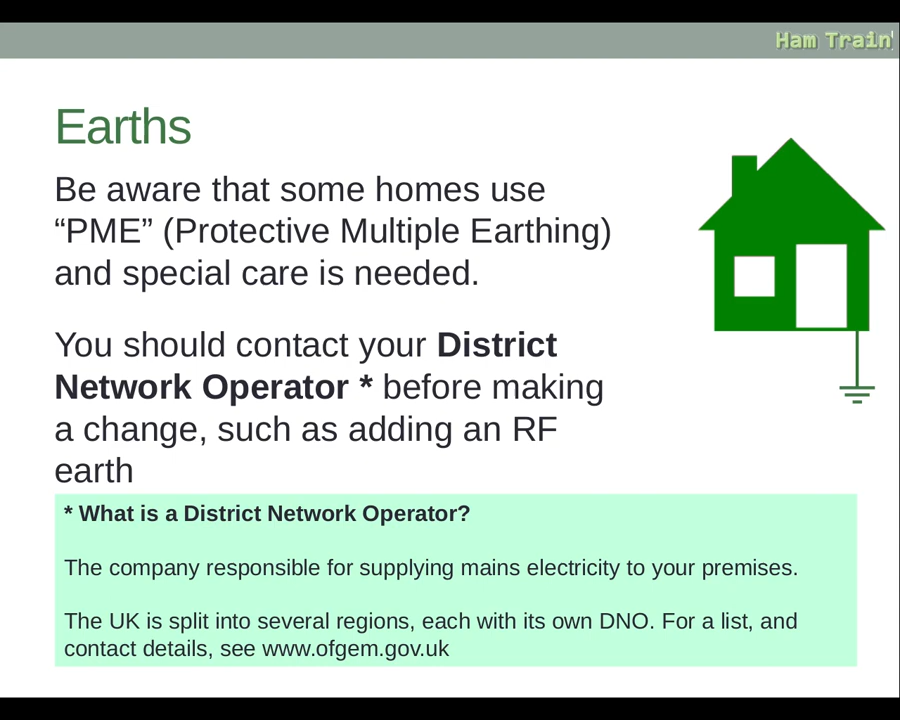 Ham Train
Earths
Be aware that some homes use
“PME” (Protective Multiple Earthing)
and special care is needed.
You should contact your District
Network Operator * before making
a change, such as adding an RF
earth
* What is a District Network Operator?
The company responsible for supplying mains electricity to your premises.
The UK is split into several regions, each with its own DNO. For a list, and
contact details, see www.ofgem.gov.uk